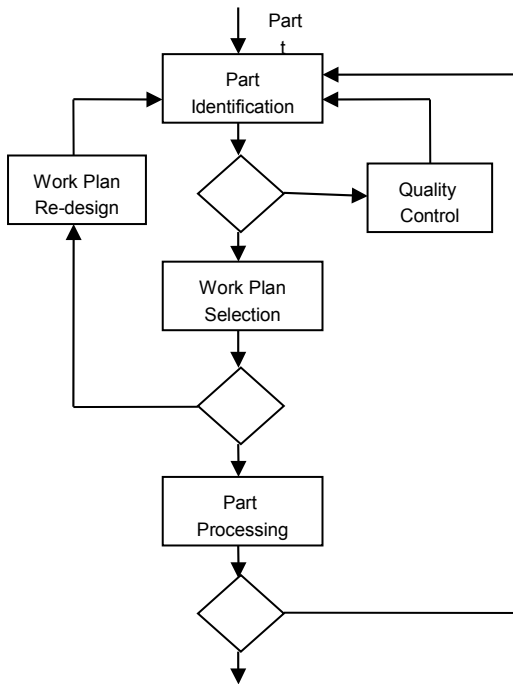 Part
t
Part
Identification
Work Plan
Re-design
Quality
Control
Work Plan
Selection
Part
Processing